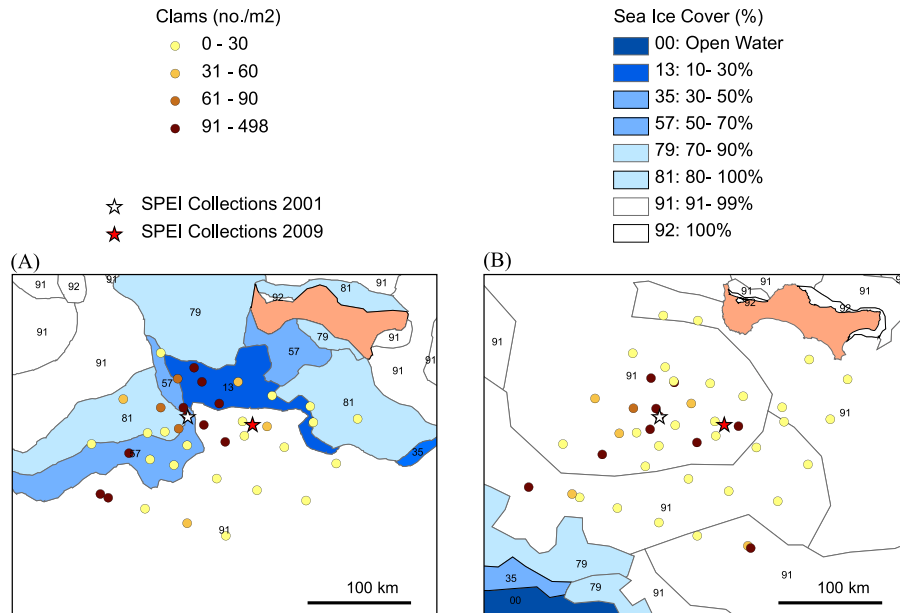 Clams (no./m2)
0 - 30
31 - 60
61 - 90
91 - 498
SPEI Collections 2001
SPEI Collections 2009
Sea Ice Cover (%)
00: Open Water
13: 10- 30%
35: 30- 50%
57: 50- 70%
79: 70- 90%
81: 80- 100%
91: 91- 99%
92: 100%
(A)
91
92
91
81
92
79
91
91
57
79
91
91
57
13
81
81
57
35
91
100 km
(B)
91
91
92
92
91
91
91
91
79
35
79
91
00
100 km